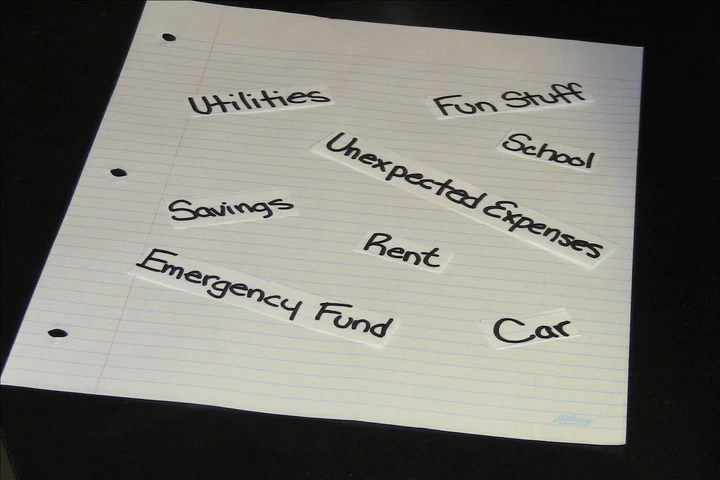 Utilities
Fun Stuff
School
Unexpected Expenses
Savings
Rent
Emergency Fund
Car